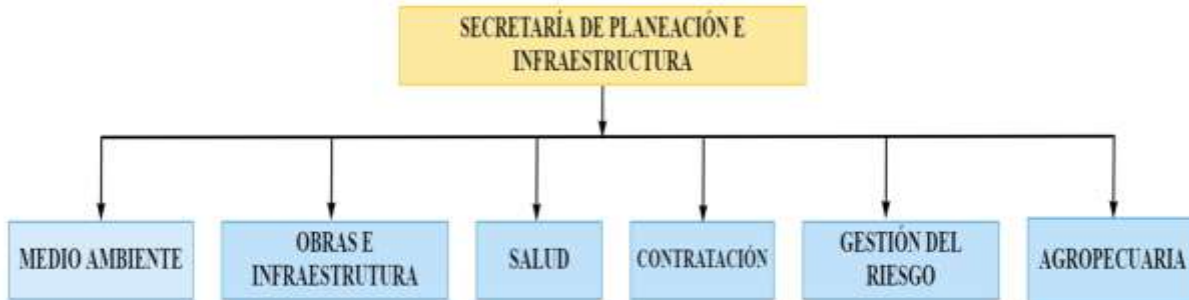 SECRETARÍA DE PLANEACIÓN E
INFRAESTRUCTURA
MEDIO AMBIENTE
OBRAS E
INFRAESTRUTURA
SALUD
CONTRATACIÓN
GESTIÓN DEL
RIESGO
AGROPECUARIA